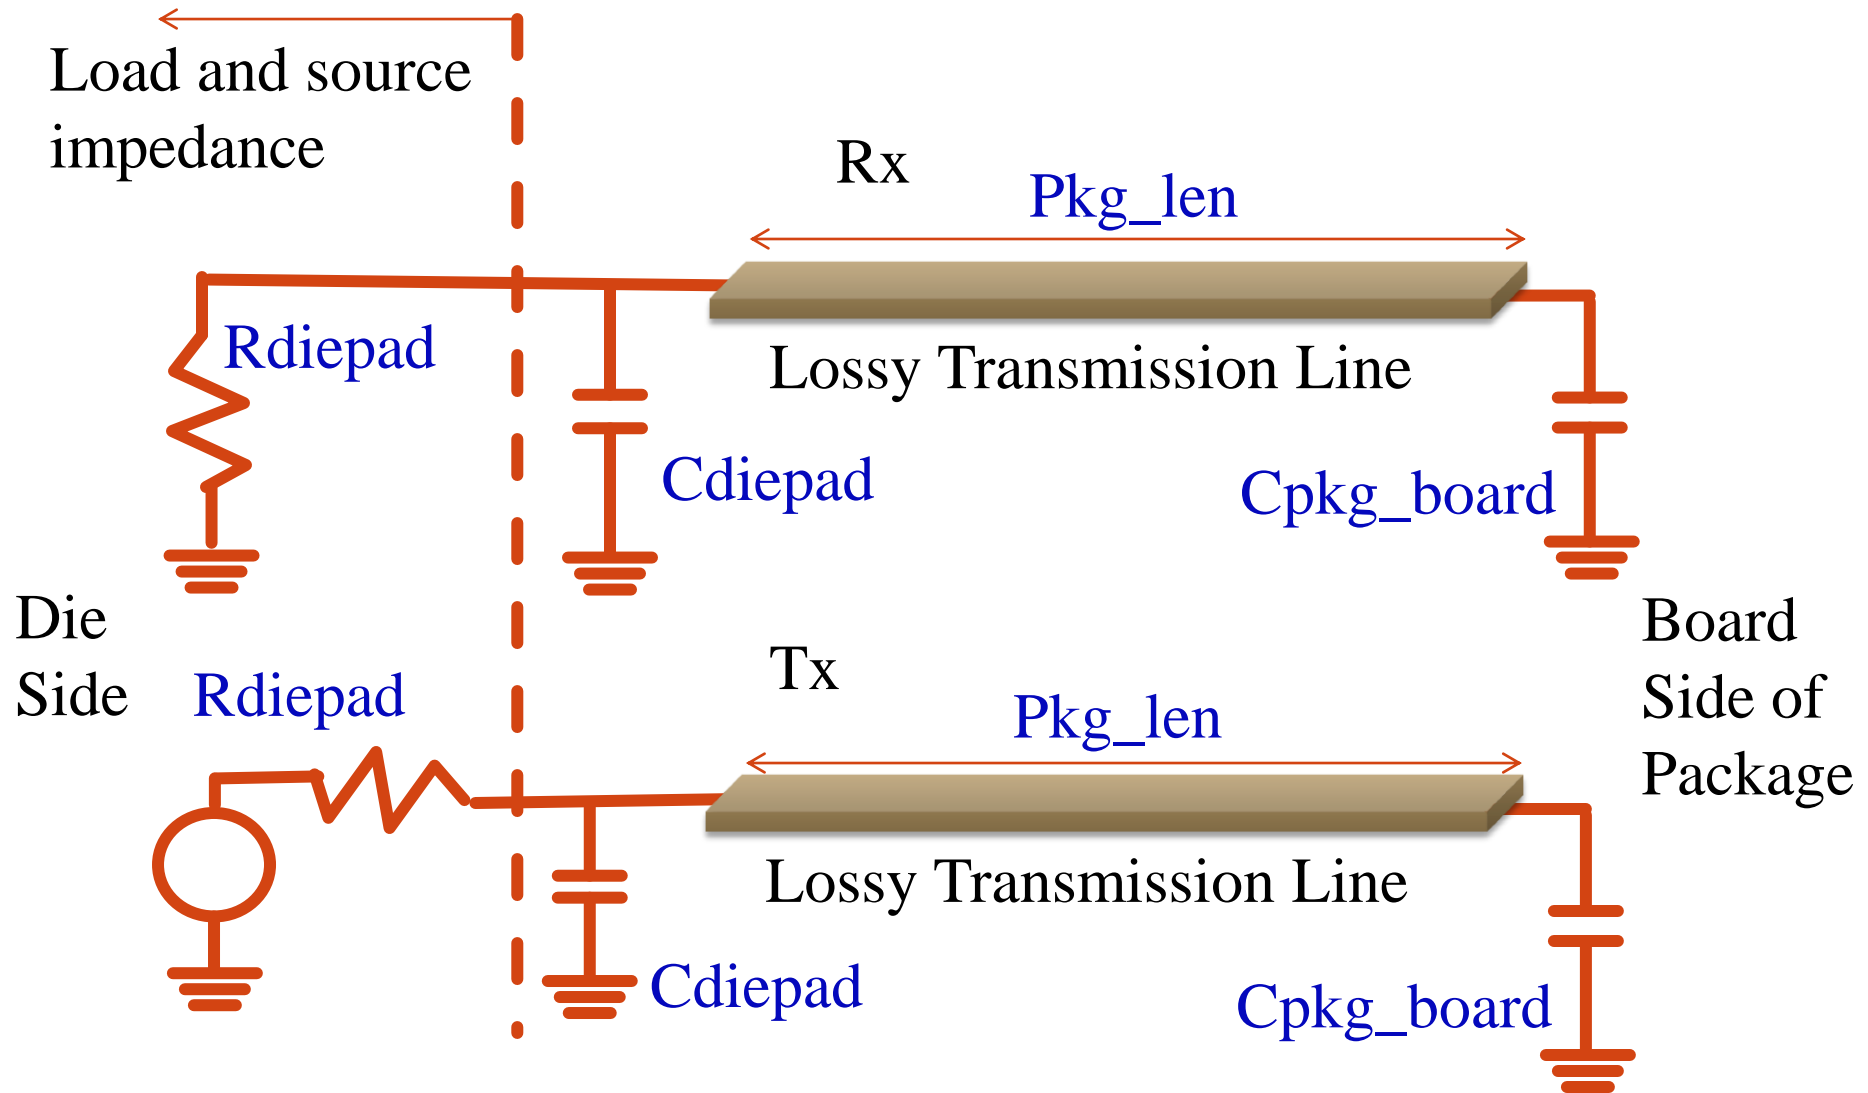 Load and source
impedance
Rx
Pkg_len
Rdiepad
Lossy Transmission Line
Cdiepad
Cpkg_board
Die
Side
Board
Side of
Package
Tx
Rdiepad
Pkg_len
Lossy Transmission Line
Cdiepad
Cpkg_board